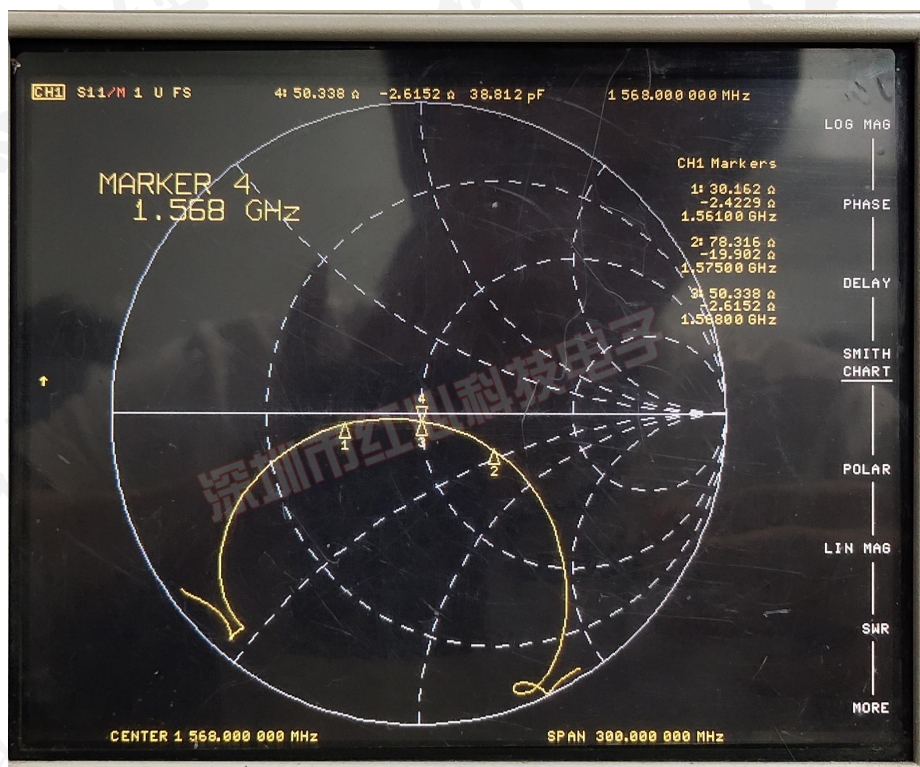 CH1 S11/M 1 U FS 4: 50.338 Ω -2.6152 Ω 38.812 pF 1 568.000 000 MHz
LOG MAG
MARKER 4
1.568 GHz
CH1 Markers
1: 30.162 Ω
-2.4229 Ω
1.56100 GHz
2: 78.316 Ω
-19.902 Ω
1.57500 GHz
3: 50.338 Ω
-2.6152 Ω
1.56800 GHz
PHASE
DELAY
SMITH
CHART
POLAR
LIN MAG
SWR
MORE
4
1
3
2
深圳市红山科技电子
CENTER 1 568.000 000 MHz SPAN 300.000 000 MHz